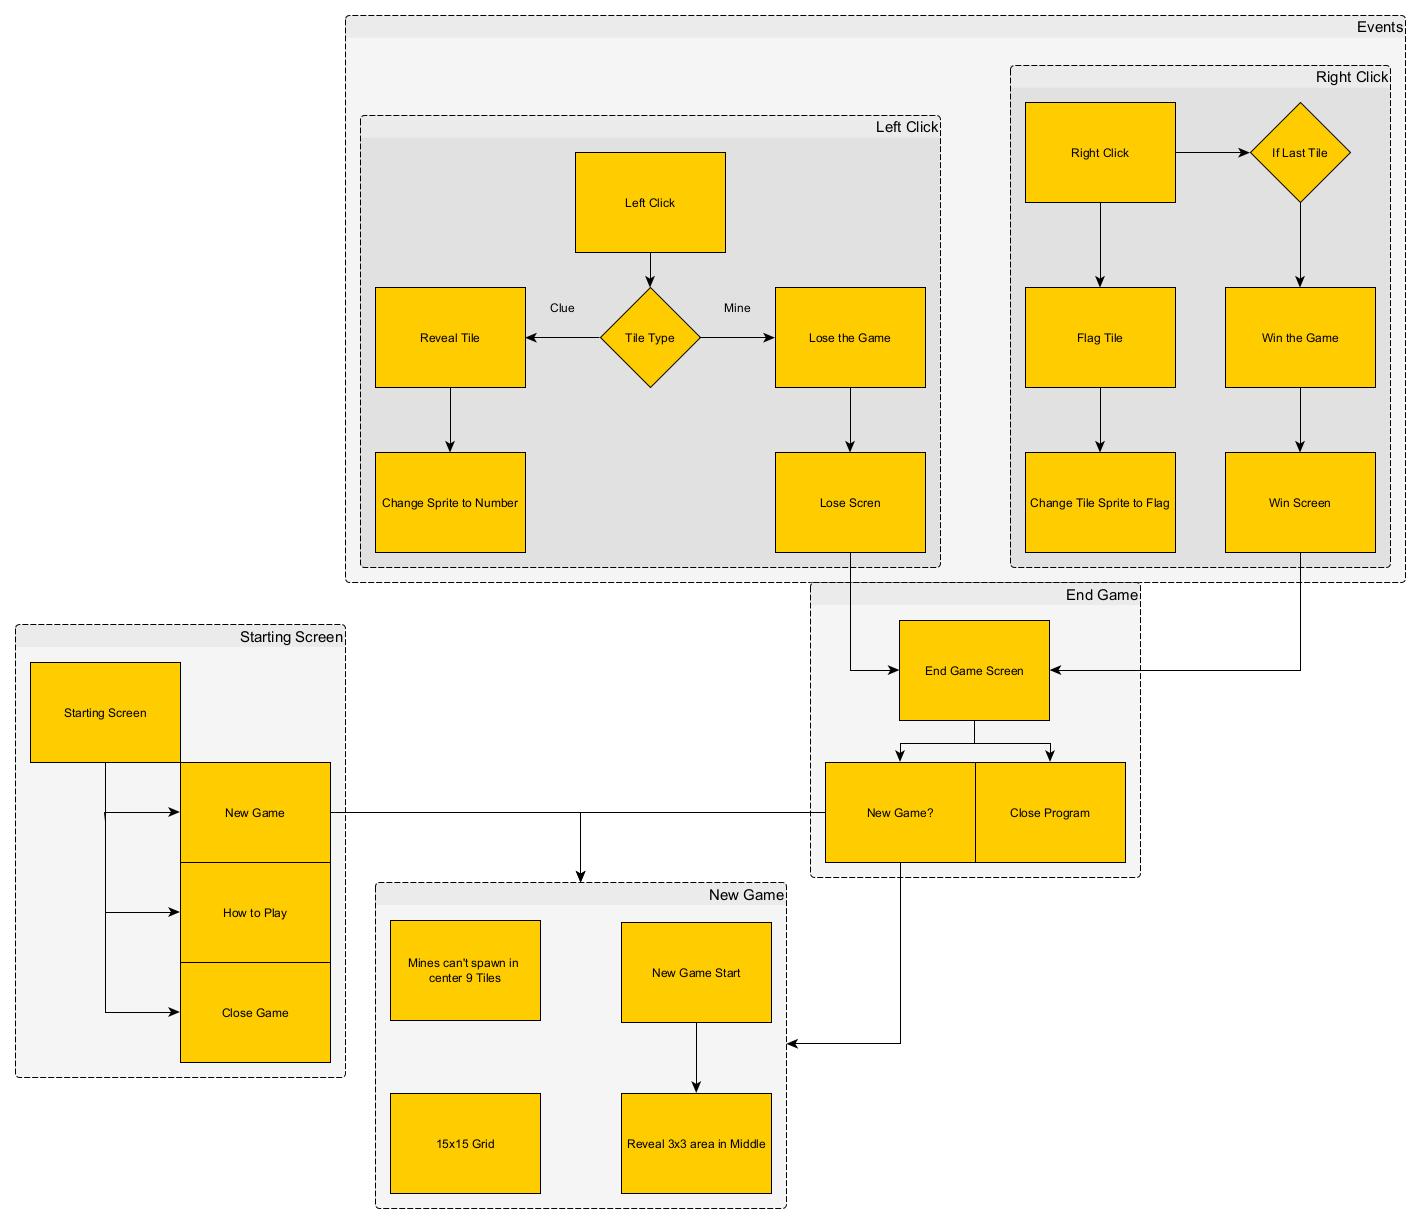 Events
Right Click
Right Click
If Last Tile
Left Click
Left Click
Clue
Mine
Reveal Tile
Tile Type
Lose the Game
Flag Tile
Win the Game
Change Sprite to Number
Lose Scren
Change Tile Sprite to Flag
Win Screen
End Game
End Game Screen
New Game?
Close Program
Starting Screen
Starting Screen
New Game
How to Play
Close Game
New Game
Mines can't spawn in
center 9 Tiles
New Game Start
15x15 Grid
Reveal 3x3 area in Middle